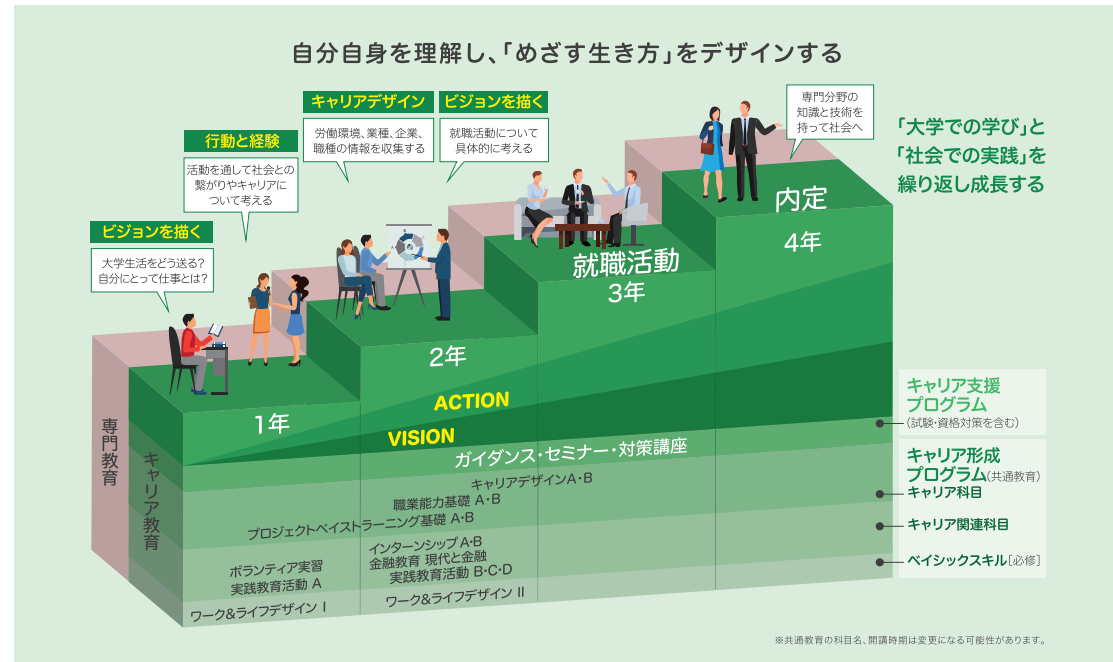 自分自身を理解し、「めざす生き方」をデザインする
ビジョンを描く
大学生活をどう送る?
自分にとって仕事とは?
行動と経験
活動を通して社会との
繋がりやキャリアに
ついて考える
キャリアデザイン
労働環境、業種、企業、
職種の情報を収集する
ビジョンを描く
就職活動について
具体的に考える
専門分野の
知識と技術を
持って社会へ
「大学での学び」と
「社会での実践」を
繰り返し成長する
内定
4年
就職活動
3年
2年
1年
ACTION
VISION
専門教育
キャリア教育
ガイダンス・セミナー・対策講座
キャリアデザインA・B
職業能力基礎 A・B
プロジェクトベイストラーニング基礎 A・B
ボランティア実習
実践教育活動 A
インターンシップA・B
金融教育 現代と金融
実践教育活動 B・C・D
ワーク&ライフデザイン Ⅰ
ワーク&ライフデザイン Ⅱ
キャリア支援
プログラム
(試験・資格対策を含む)
キャリア形成
プログラム(共通教育)
キャリア科目
キャリア関連科目
ベイシックスキル[必修]
※共通教育の科目名、開講時期は変更になる可能性があります。